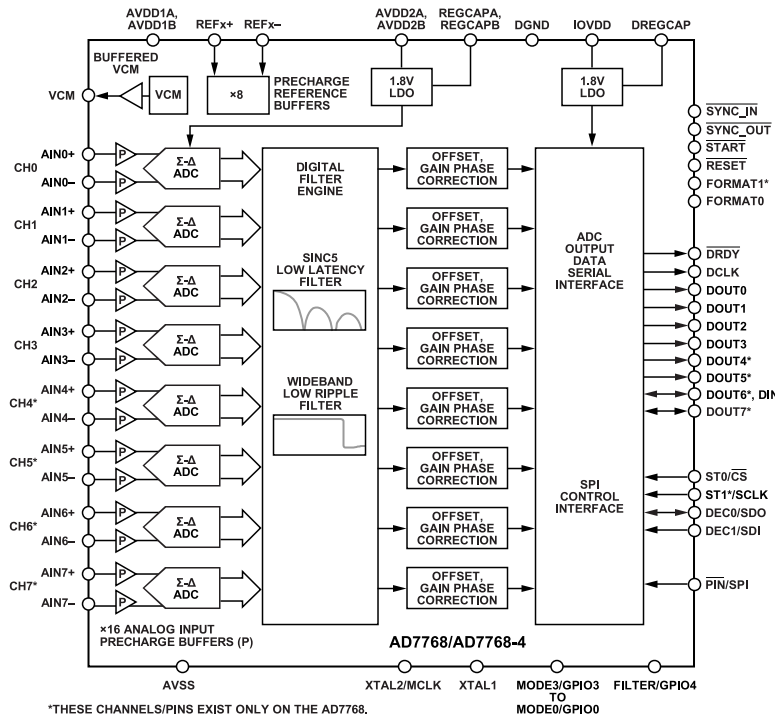 AVDD1A,
AVDD1B
REFx+
REFx–
AVDD2A,
AVDD2B
REGCAPA,
REGCAPB
DGND
IOVDD
DREGCAP
BUFFERED
VCM
VCM
VCM
×8
PRECHARGE
REFERENCE
BUFFERS
1.8V
LDO
1.8V
LDO
SYNC_IN
SYNC_OUT
START
RESET
FORMAT1*
FORMAT0
CH0
AIN0+
AIN0–
P
P
Σ-Δ
ADC
CH1
AIN1+
AIN1–
P
P
Σ-Δ
ADC
CH2
AIN2+
AIN2–
P
P
Σ-Δ
ADC
CH3
AIN3+
AIN3–
P
P
Σ-Δ
ADC
CH4*
AIN4+
AIN4–
P
P
Σ-Δ
ADC
CH5*
AIN5+
AIN5–
P
P
Σ-Δ
ADC
CH6*
AIN6+
AIN6–
P
P
Σ-Δ
ADC
CH7*
AIN7+
AIN7–
P
P
Σ-Δ
ADC
DIGITAL
FILTER
ENGINE
SINC5
LOW LATENCY
FILTER
WIDEBAND
LOW RIPPLE
FILTER
OFFSET,
GAIN PHASE
CORRECTION
OFFSET,
GAIN PHASE
CORRECTION
OFFSET,
GAIN PHASE
CORRECTION
OFFSET,
GAIN PHASE
CORRECTION
OFFSET,
GAIN PHASE
CORRECTION
OFFSET,
GAIN PHASE
CORRECTION
OFFSET,
GAIN PHASE
CORRECTION
OFFSET,
GAIN PHASE
CORRECTION
ADC
OUTPUT
DATA
SERIAL
INTERFACE
SPI
CONTROL
INTERFACE
DRDY
DCLK
DOUT0
DOUT1
DOUT2
DOUT3
DOUT4*
DOUT5*
DOUT6*, DIN
DOUT7*
ST0/CS
ST1*/SCLK
DEC0/SDO
DEC1/SDI
PIN/SPI
×16 ANALOG INPUT
PRECHARGE BUFFERS (P)
AD7768/AD7768-4
AVSS
XTAL2/MCLK
XTAL1
MODE3/GPIO3
TO
MODE0/GPIO0
FILTER/GPIO4
*THESE CHANNELS/PINS EXIST ONLY ON THE AD7768.